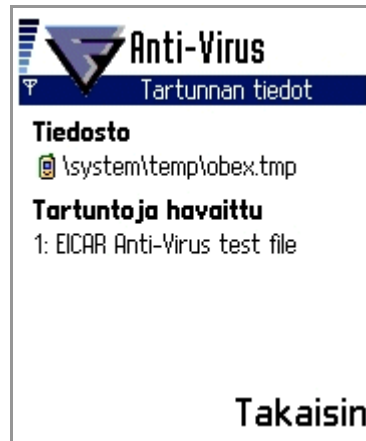 Anti-Virus
Tartunnan tiedot
Tiedosto
\system\temp\obex.tmp
Tartuntoja havaittu
1: EICAR Anti-Virus test file
Takaisin